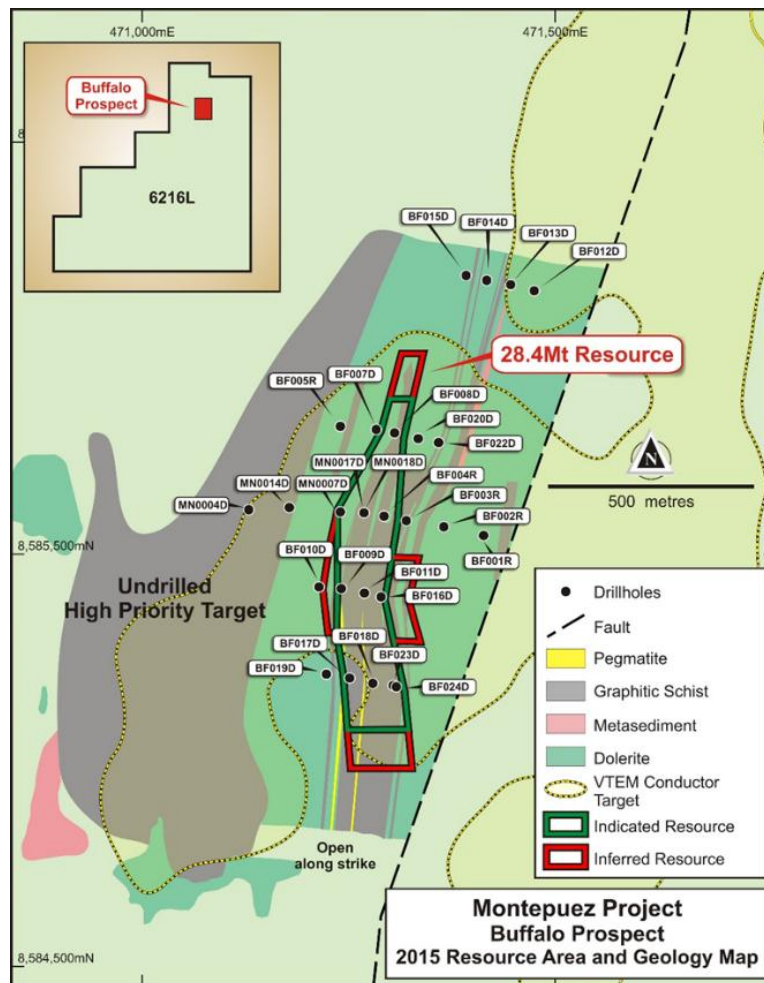 471,000mE
471,500mE
Buffalo
Prospect
6216L
8,
BF015D
BF014D
BF013D
BF012D
28.4Mt Resource
BF005R
BF007D
BF008D
BF020D
BF022D
MN0017D
MN0018D
MN0014D
MN0007D
BF004R
MN0004D
BF003R
BF002R
BF001R
N
500 metres
8,585,500mN
BF010D
BF009D
BF011D
BF016D
Undrilled
High Priority Target
BF018D
BF017D
BF023D
BF019D
BF024D
Open
along strike
Drillholes
Fault
Pegmatite
Graphitic Schist
Metasediment
Dolerite
VTEM Conductor
Target
Indicated Resource
Inferred Resource
Montepuez Project
Buffalo Prospect
2015 Resource Area and Geology Map
8,584,500mN